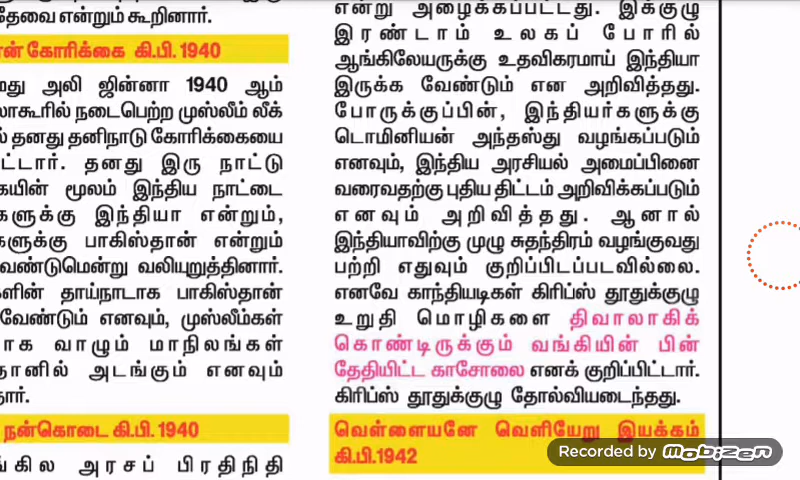 தேவை என்றும் கூறினார்.
ன் கோரிக்கை கி.பி. 1940
மது அலி ஜின்னா 1940 ஆம்
லாகூரில் நடைபெற்ற முஸ்லீம் லீக்
ல் தனது தனிநாடு கோரிக்கையை
ட்டார். தனது இரு நாட்டு
கயின் மூலம் இந்திய நாட்டை
களுக்கு இந்தியா என்றும்,
களுக்கு பாகிஸ்தான் என்றும்
வேண்டுமென்று வலியுறுத்தினார்.
களின் தாய்நாடாக பாகிஸ்தான்
வேண்டும் எனவும், முஸ்லீம்கள்
ாக வாழும் மாநிலங்கள்
தானில் அடங்கும் எனவும்
னார்.
நன்கொடை கி.பி. 1940
ங்கில அரசப் பிரதிநிதி
என்று அழைக்கப்பட்டது. இக்குழு
இரண்டாம் உலகப் போரில்
ஆங்கிலேயருக்கு உதவிகரமாய் இந்தியா
இருக்க வேண்டும் என அறிவித்தது.
போருக்குப்பின், இந்தியர்களுக்கு
டொமினியன் அந்தஸ்து வழங்கப்படும்
எனவும், இந்திய அரசியல் அமைப்பினை
வரைவதற்கு புதிய திட்டம் அறிவிக்கப்படும்
எனவும் அறிவித்தது. ஆனால்
இந்தியாவிற்கு முழு சுதந்திரம் வழங்குவது
பற்றி எதுவும் குறிப்பிடப்படவில்லை.
எனவே காந்தியடிகள் கிரிப்ஸ் தூதுக்குழு
உறுதி மொழிகளை திவாலாகிக்
கொண்டிருக்கும் வங்கியின் பின்
தேதியிட்ட காசோலை எனக் குறிப்பிட்டார்.
கிரிப்ஸ் தூதுக்குழு தோல்வியடைந்தது.
வெள்ளையனே வெளியேறு இயக்கம்
கி.பி.1942
Recorded by Mobizen